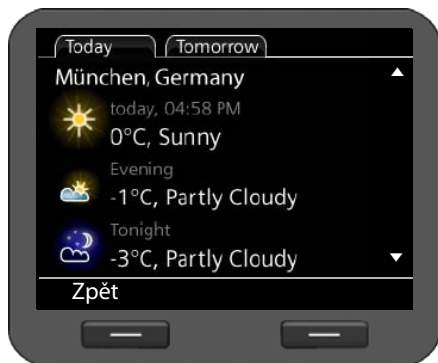 Today Tomorrow
München, Germany
today, 04:58 PM
0°C, Sunny
Evening
-1°C, Partly Cloudy
Tonight
-3°C, Partly Cloudy
Zpět